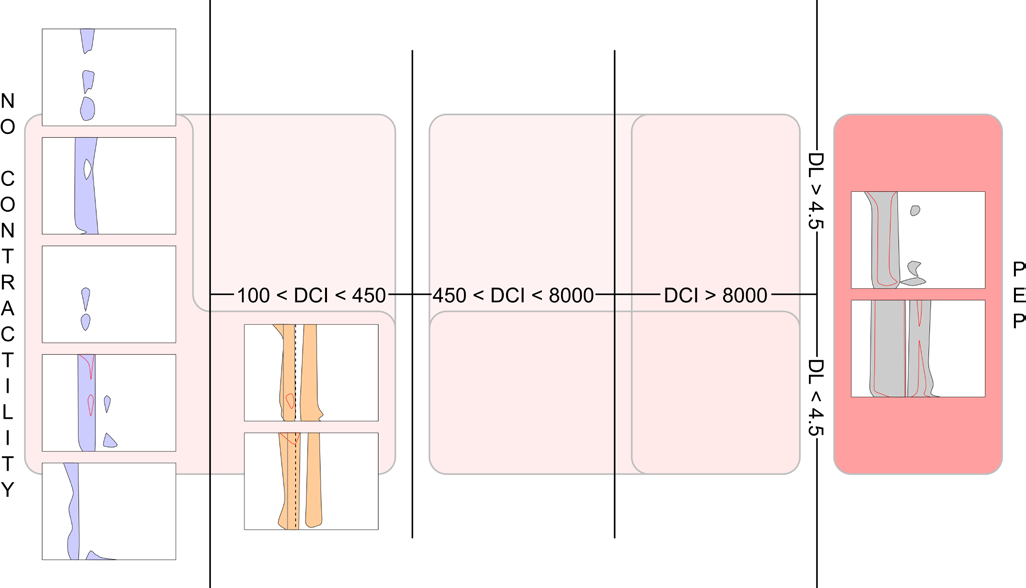 NO CONTRACTILITY
100 < DCI < 450
450 < DCI < 8000
DCI > 8000
DL > 4.5
DL < 4.5
PEP